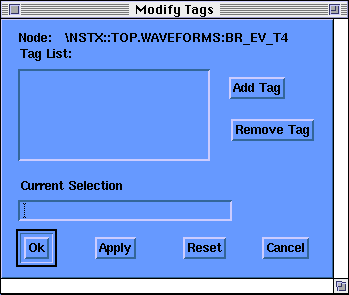 Modify Tags
Node: \NSTX::TOP.WAVEFORMS:BR_EV_T4
Tag List:
Add Tag
Remove Tag
Current Selection
Ok Apply Reset Cancel